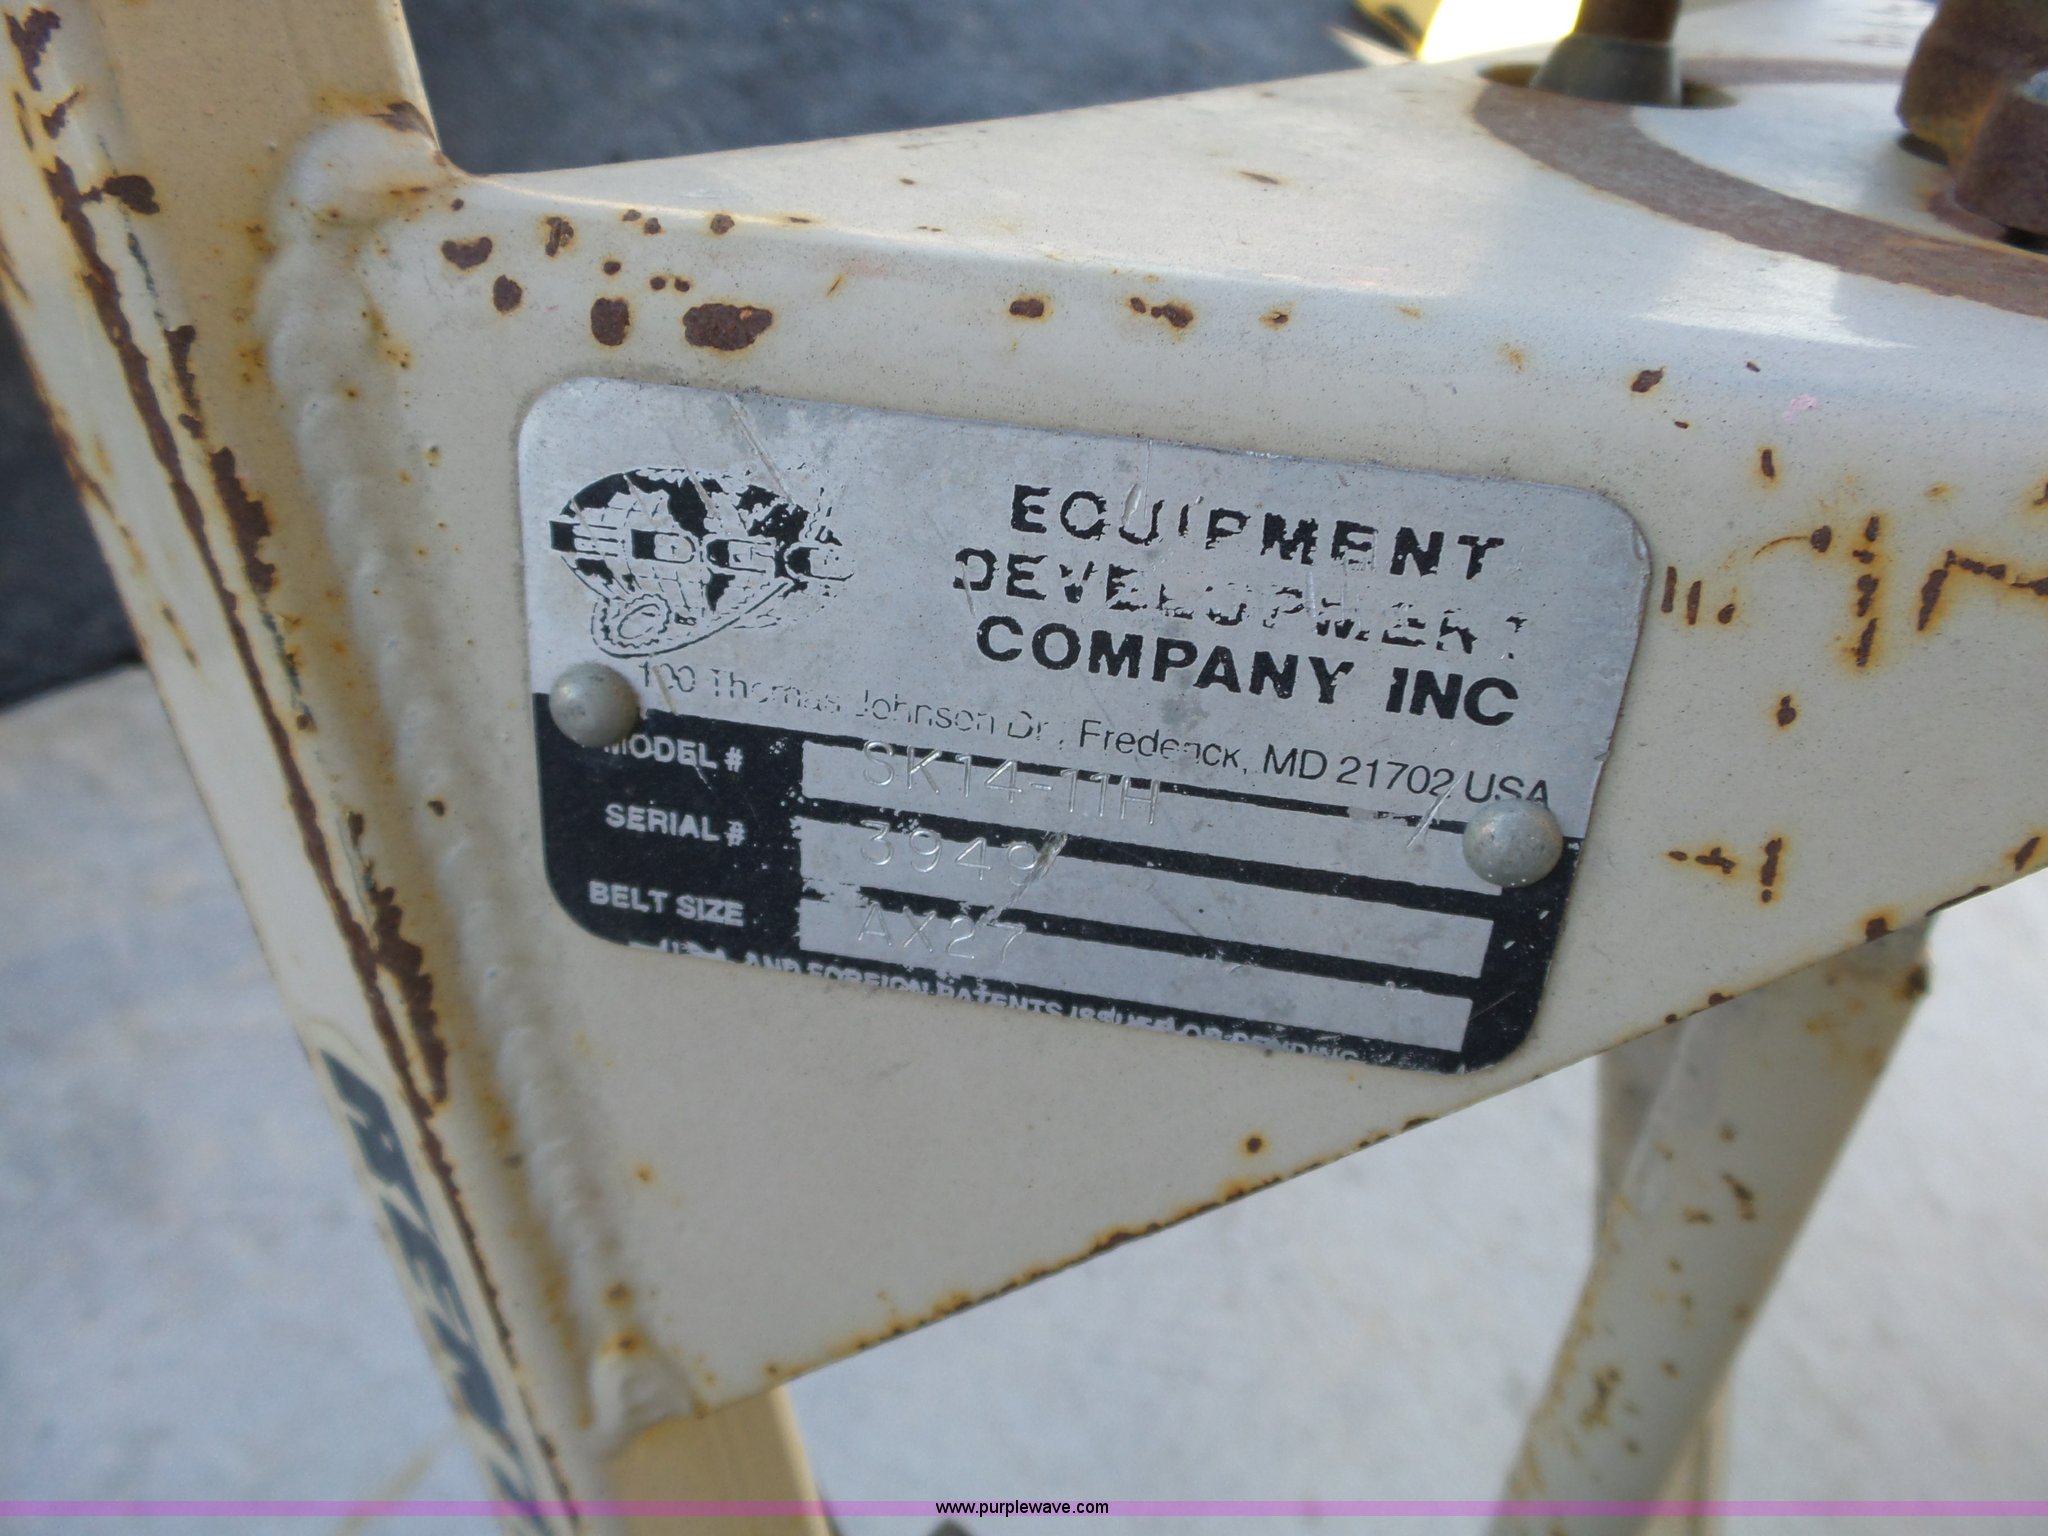 EDCO
EQUIPMENT
DEVELOPMENT
COMPANY INC
100 Thomas Johnson Dr., Frederick, MD 21702 USA
MODEL # SK14-11H
SERIAL # 3949
BELT SIZE AX27
AND FOREIGN PATENTS ISSUED OR PENDING
www.purplewave.com